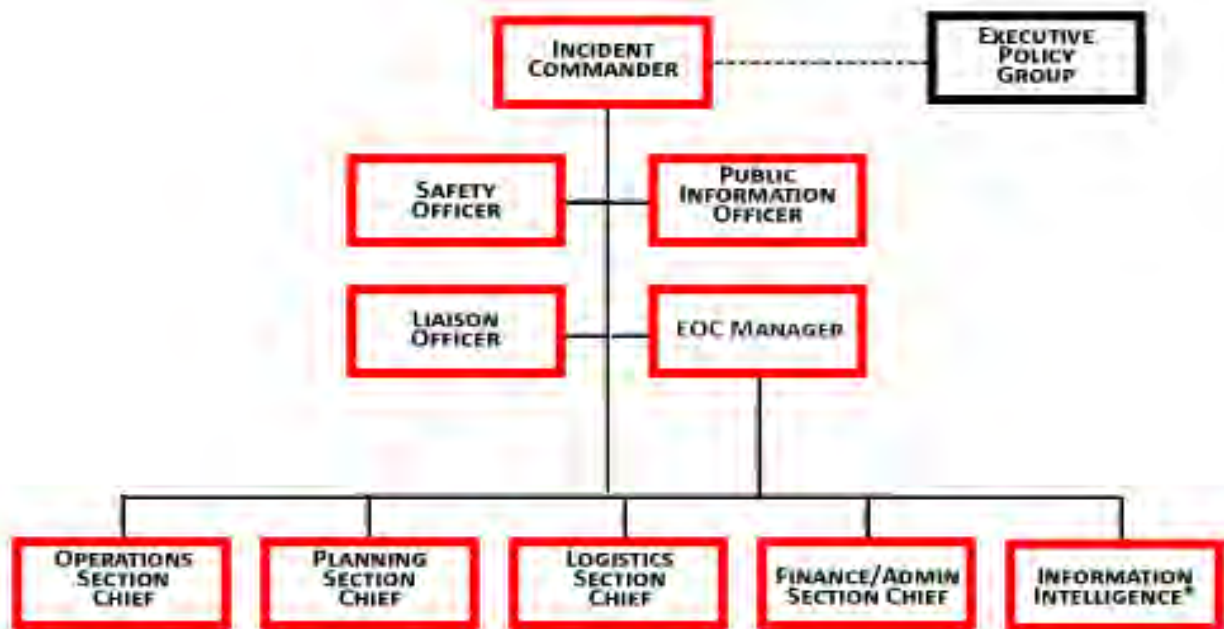 INCIDENT
COMMANDER
EXECUTIVE
POLICY
GROUP
SAFETY
OFFICER
PUBLIC
INFORMATION
OFFICER
LIAISON
OFFICER
EOC MANAGER
OPERATIONS
SECTION
CHIEF
PLANNING
SECTION
CHIEF
LOGISTICS
SECTION
CHIEF
FINANCE/ADMIN
SECTION CHIEF
INFORMATION
INTELLIGENCE*